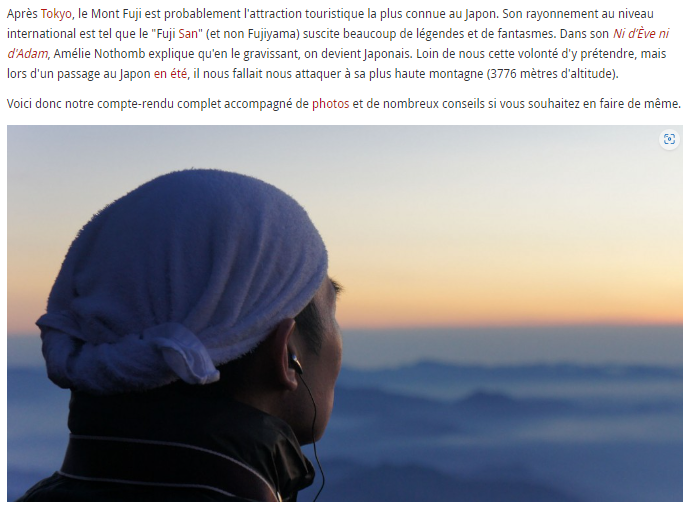 Après Tokyo, le Mont Fuji est probablement l'attraction touristique la plus connue au Japon. Son rayonnement au niveau
international est tel que le "Fuji San" (et non Fujiyama) suscite beaucoup de légendes et de fantasmes. Dans son Ni d'Ève ni
d'Adam, Amélie Nothomb explique qu'en le gravissant, on devient Japonais. Loin de nous cette volonté d'y prétendre, mais
lors d'un passage au Japon en été, il nous fallait nous attaquer à sa plus haute montagne (3776 mètres d'altitude).
Voici donc notre compte-rendu complet accompagné de photos et de nombreux conseils si vous souhaitez en faire de même.